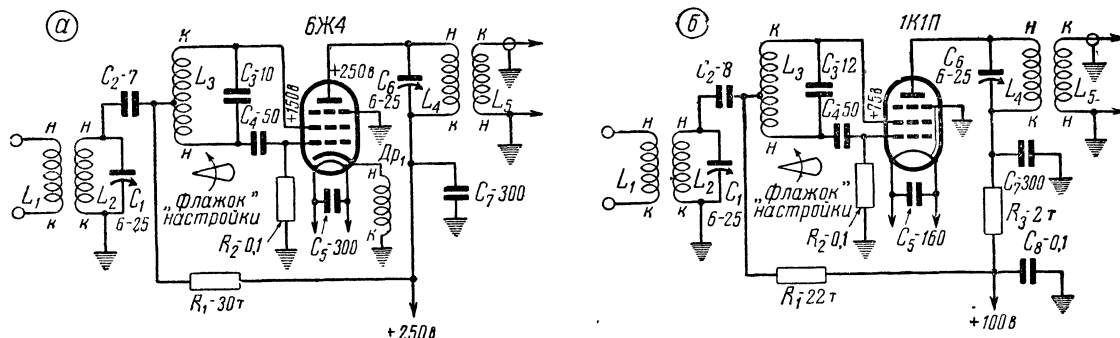 а
6Ж4
К
Н
К
C2-7
L3
C3-10
+150в
+250в
C6
6-25
L4
L5
C4-50
Н
Н
Н
К
Н
L1
L2
C1
6-25
К
К
„Флажок"
настройки
R2-0,1
C5-300
Др1
Н
К
C7-300
R1-30т
+250в
б
1К1П
К
Н
К
C2-8
L3
C3-12
+75в
C6
6-25
L4
L5
C4-50
Н
Н
Н
К
Н
L1
L2
C1
6-25
К
К
„Флажок"
настройки
R2-0,1
C5-160
C7-300
R3-2т
C8-0,1
R1-22т
+100в